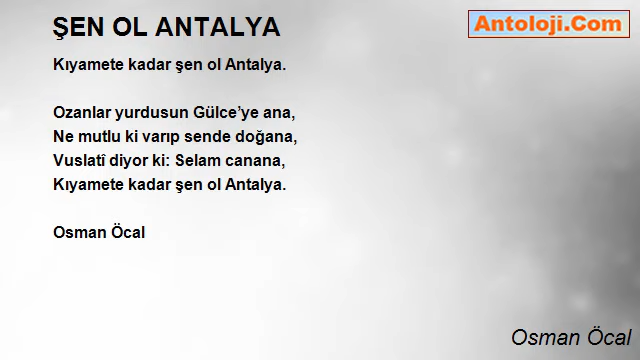 ŞEN OL ANTALYA
Antoloji.Com
Kıyamete kadar şen ol Antalya.
Ozanlar yurdusun Gülce'ye ana,
Ne mutlu ki varıp sende doğana,
Vuslatî diyor ki: Selam canana,
Kıyamete kadar şen ol Antalya.
Osman Öcal
Osman Öcal